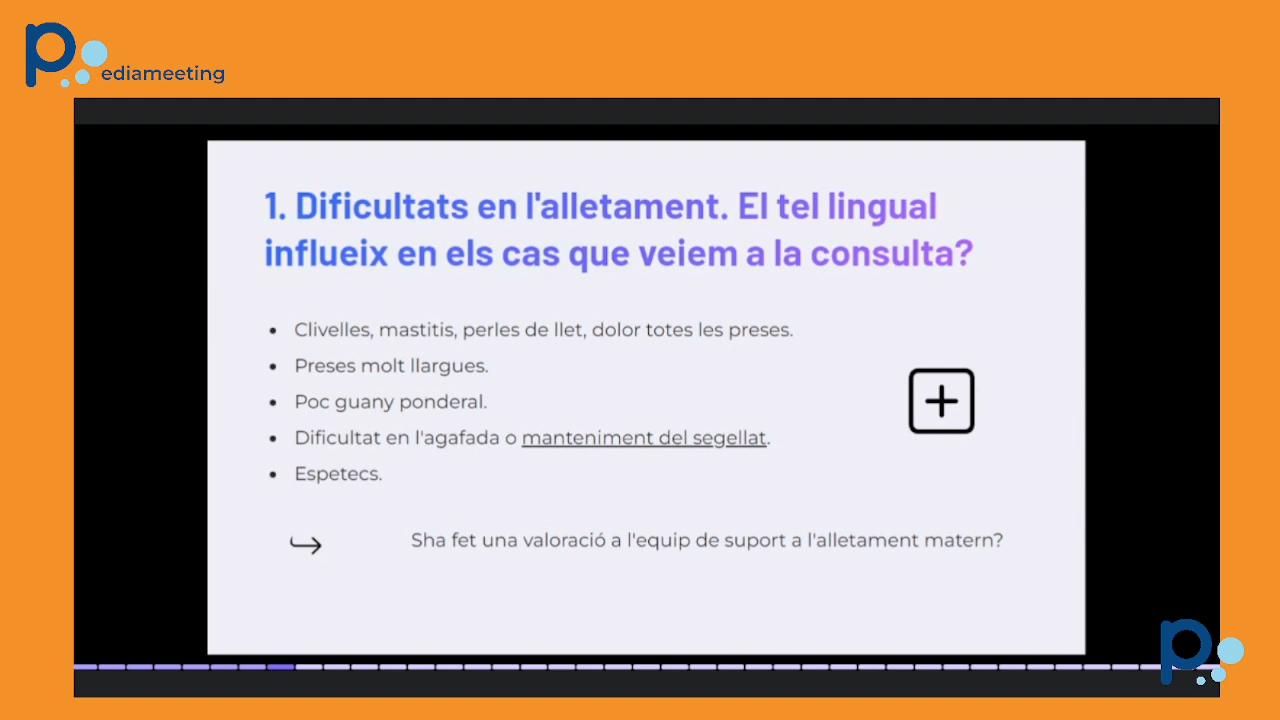 pediameeting
1. Dificultats en l'alletament. El tel lingual
influeix en els cas que veiem a la consulta?
• Clivelles, mastitis, perles de llet, dolor totes les preses.
• Preses molt llargues.
• Poc guany ponderal.
• Dificultat en l'agafada o manteniment del segellat.
• Espetecs.
Sha fet una valoració a l'equip de suport a l'alletament matern?
p